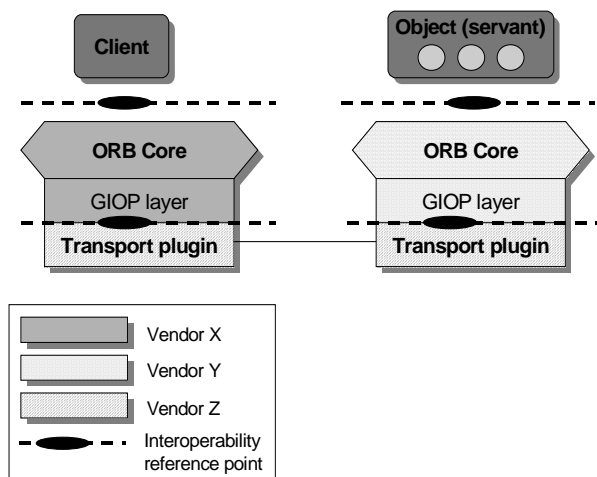 Client
Object (servant)
ORB Core
ORB Core
GIOP layer
GIOP layer
Transport plugin
Transport plugin
Vendor X
Vendor Y
Vendor Z
Interoperability
reference point